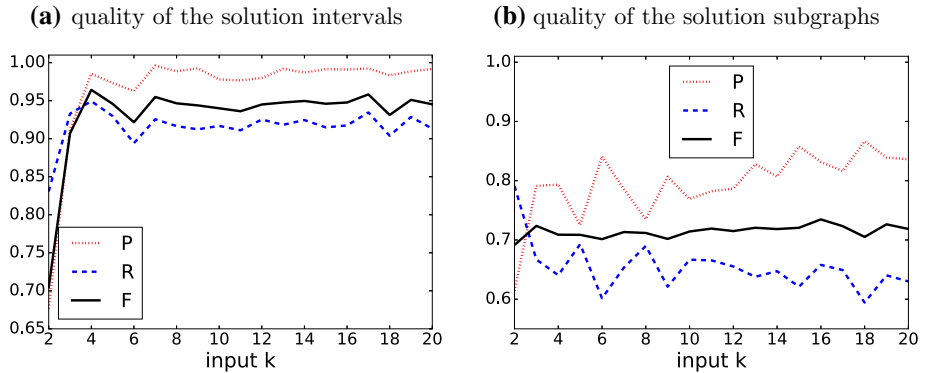 (a) quality of the solution intervals
1.00
0.95
0.90
0.85
0.80
0.75
0.70
0.65
P
R
F
2 4 6 8 10 12 14 16 18 20
input k
(b) quality of the solution subgraphs
1.0
0.9
0.8
0.7
0.6
P
R
F
2 4 6 8 10 12 14 16 18 20
input k